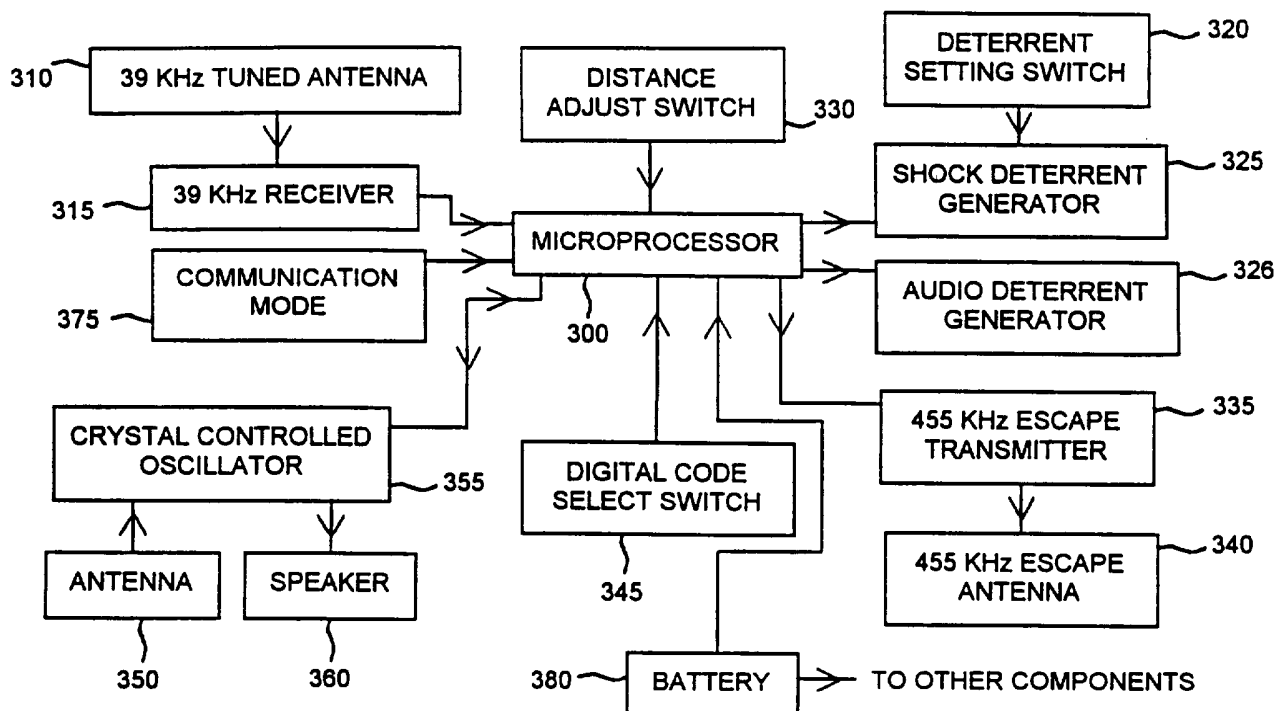 310
39 KHz TUNED ANTENNA
DISTANCE
ADJUST SWITCH
330
DETERRENT
SETTING SWITCH
320
315
39 KHz RECEIVER
SHOCK DETERRENT
GENERATOR
325
MICROPROCESSOR
300
COMMUNICATION
MODE
375
AUDIO DETERRENT
GENERATOR
326
CRYSTAL CONTROLLED
OSCILLATOR
355
DIGITAL CODE
SELECT SWITCH
345
455 KHz ESCAPE
TRANSMITTER
335
ANTENNA
350
SPEAKER
360
455 KHz ESCAPE
ANTENNA
340
380
BATTERY
TO OTHER COMPONENTS